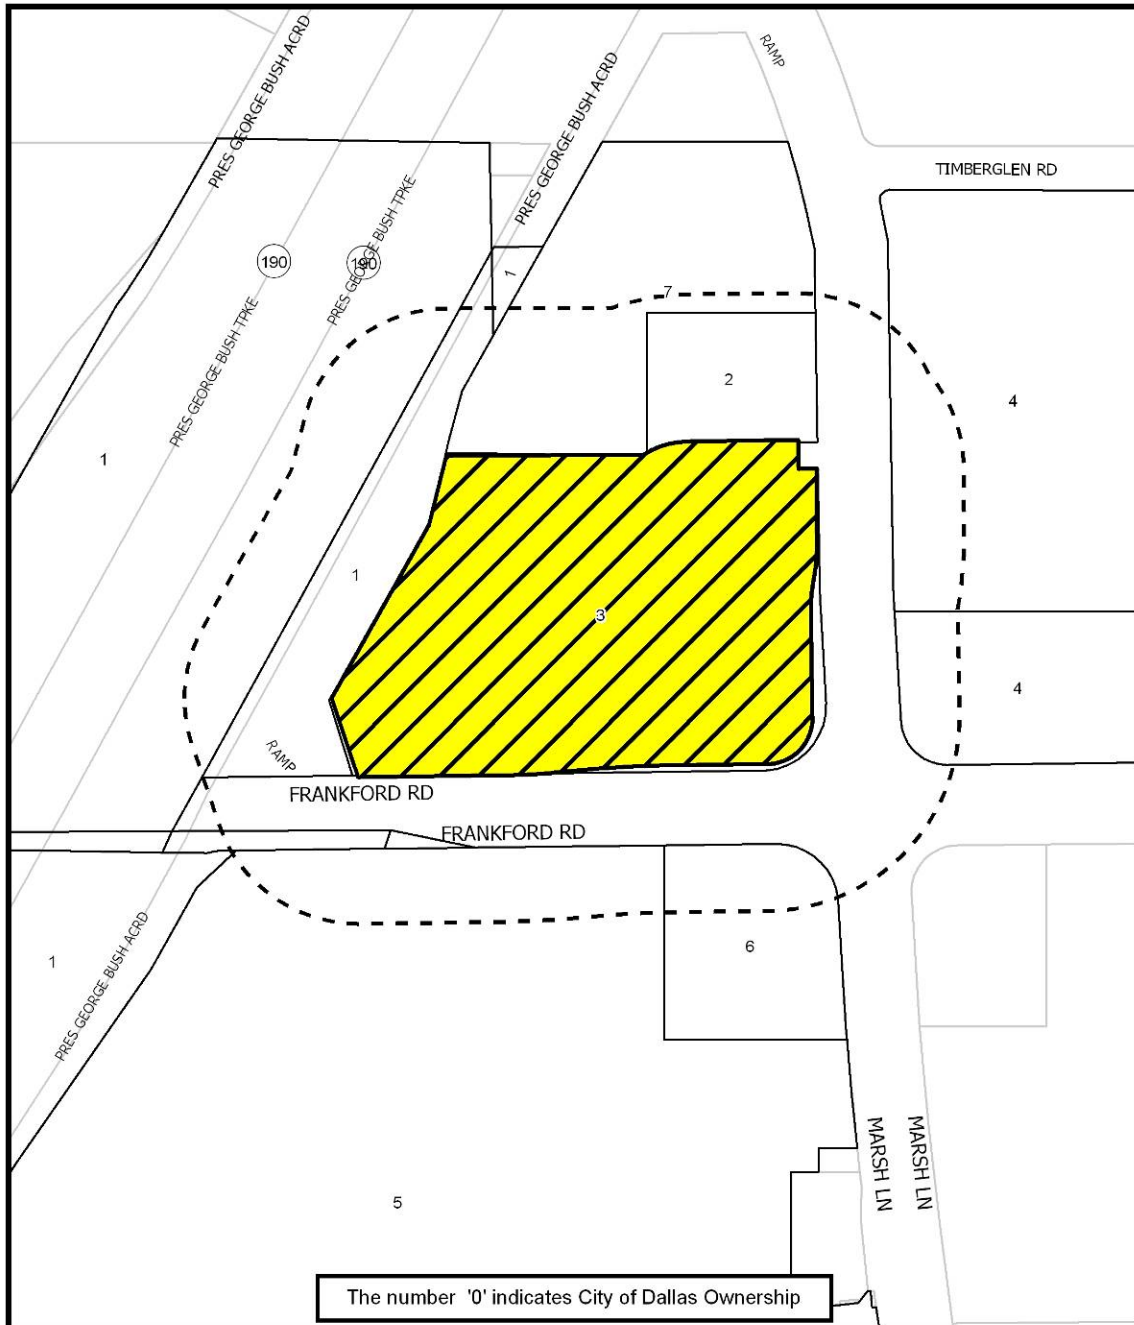 PRES GEORGE BUSH ACRD
PRES GEORGE BUSH ACRD
RAMP
TIMBERGLEN RD
190
190
PRES GEORGE BUSH TPKE
PRES GEORGE BUSH TPKE
1
7
2
4
1
1
3
4
RAMP
FRANKFORD RD
FRANKFORD RD
6
1
PRES GEORGE BUSH ACRD
MARSH LN
MARSH LN
5
The number '0' indicates City of Dallas Ownership